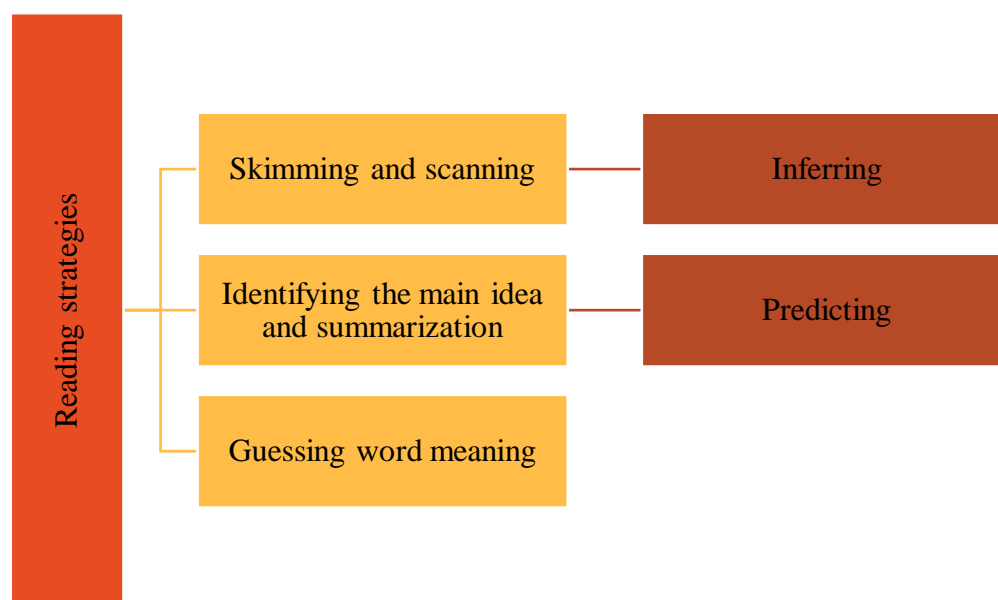 Reading strategies
Skimming and scanning
Inferring
Identifying the main idea
and summarization
Predicting
Guessing word meaning